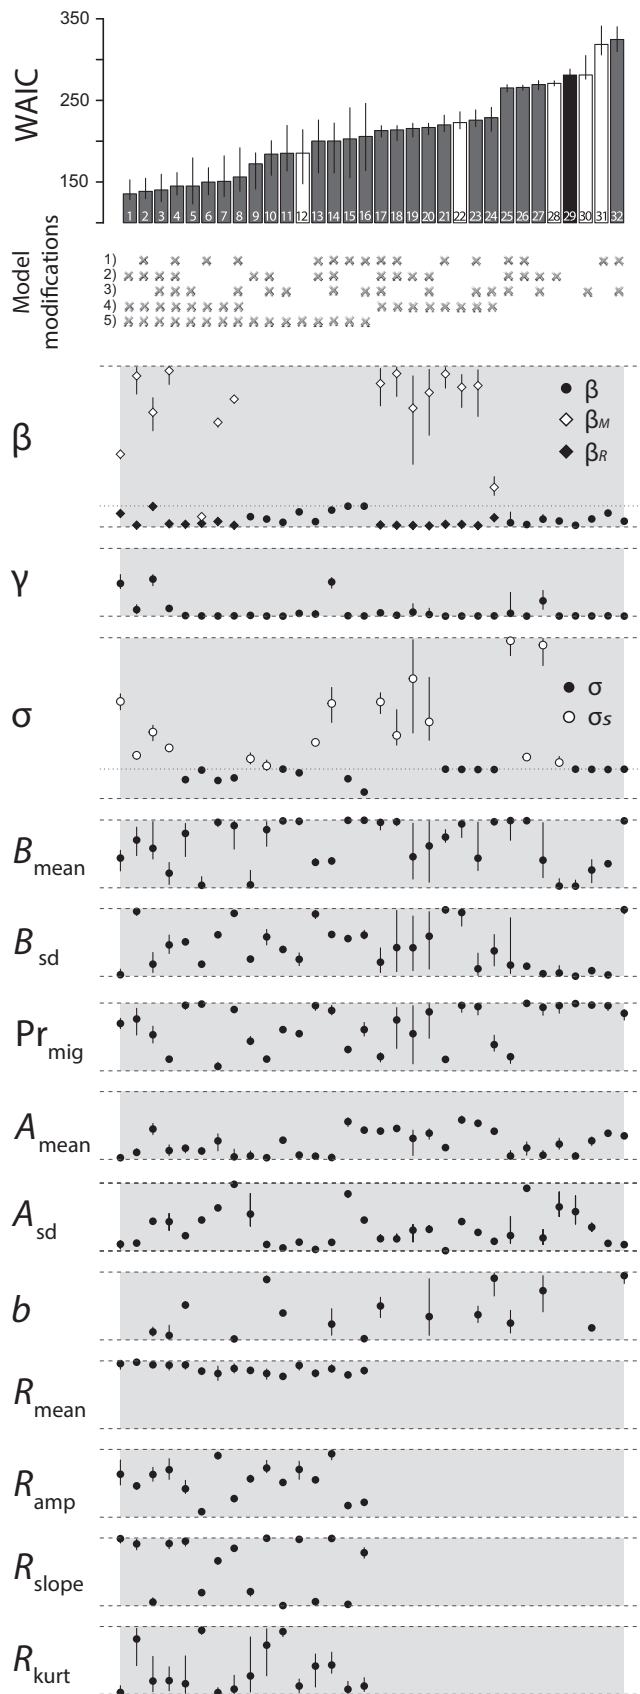 350
250
150
WAIC
1 2 3 4 5 6 7 8 9 10 11 12 13 14 15 16 17 18 19 20 21 22 23 24 25 26 27 28 29 30 31 32
Model
modifications
1)
2)
3)
4)
5)
β
β
βM
βR
γ
σ
σ
σs
Bmean
Bsd
Prmig
Amean
Asd
b
Rmean
Ramp
Rslope
Rkurt